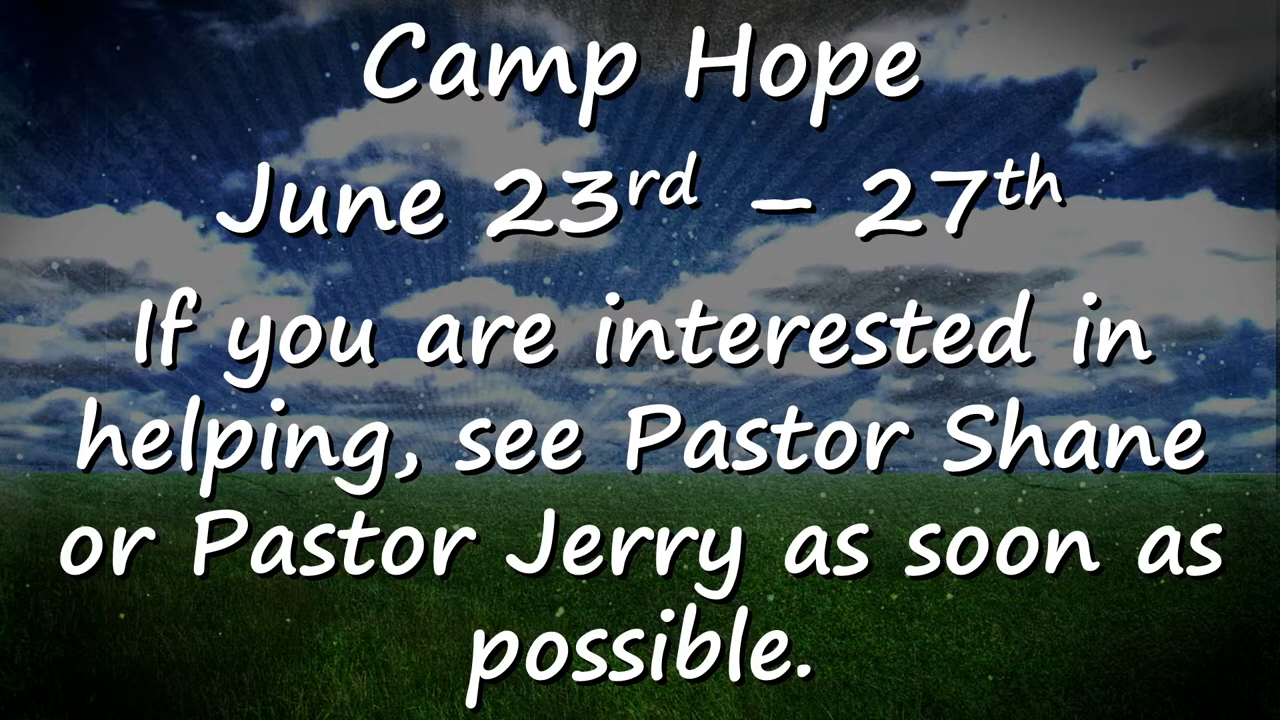 Camp Hope
June 23rd – 27th
If you are interested in
helping, see Pastor Shane
or Pastor Jerry as soon as
possible.